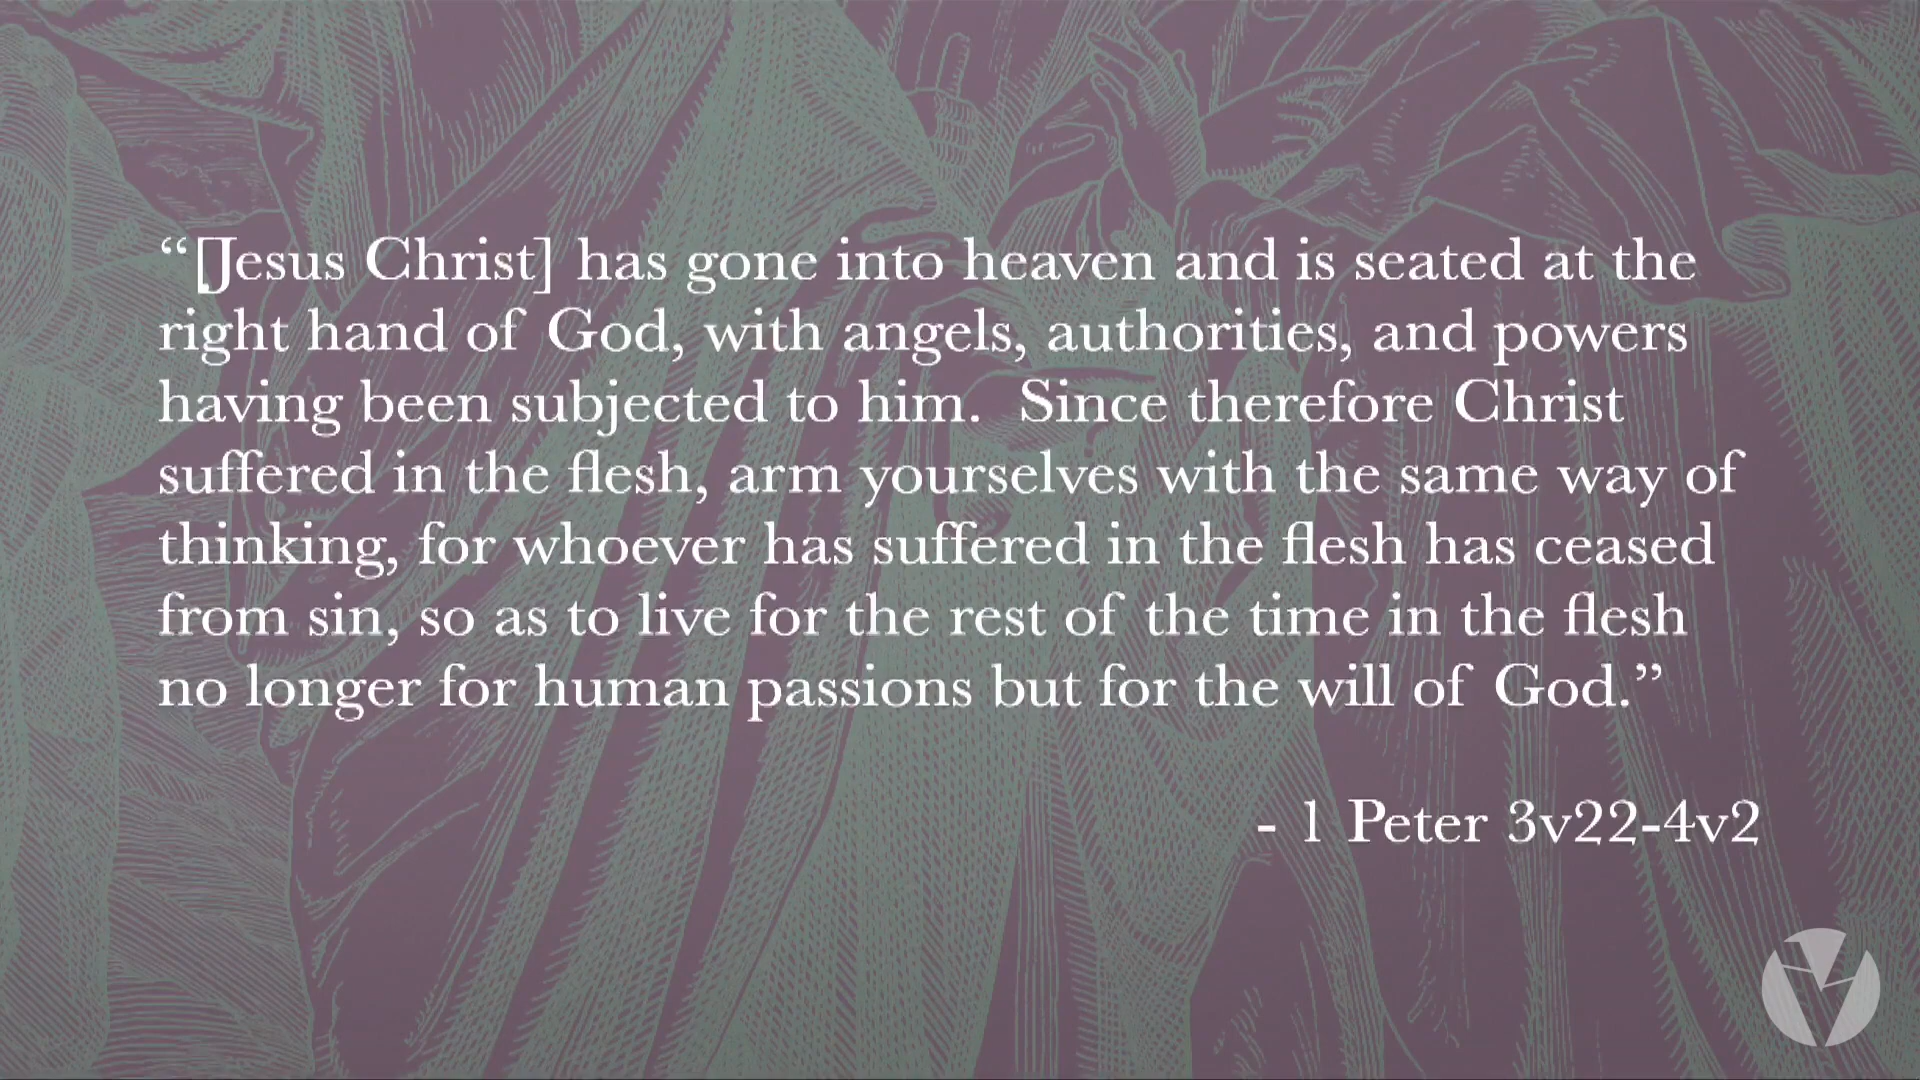 “[Jesus Christ] has gone into heaven and is seated at the
right hand of God, with angels, authorities, and powers
having been subjected to him.  Since therefore Christ
suffered in the flesh, arm yourselves with the same way of
thinking, for whoever has suffered in the flesh has ceased
from sin, so as to live for the rest of the time in the flesh
no longer for human passions but for the will of God.”
- 1 Peter 3v22-4v2